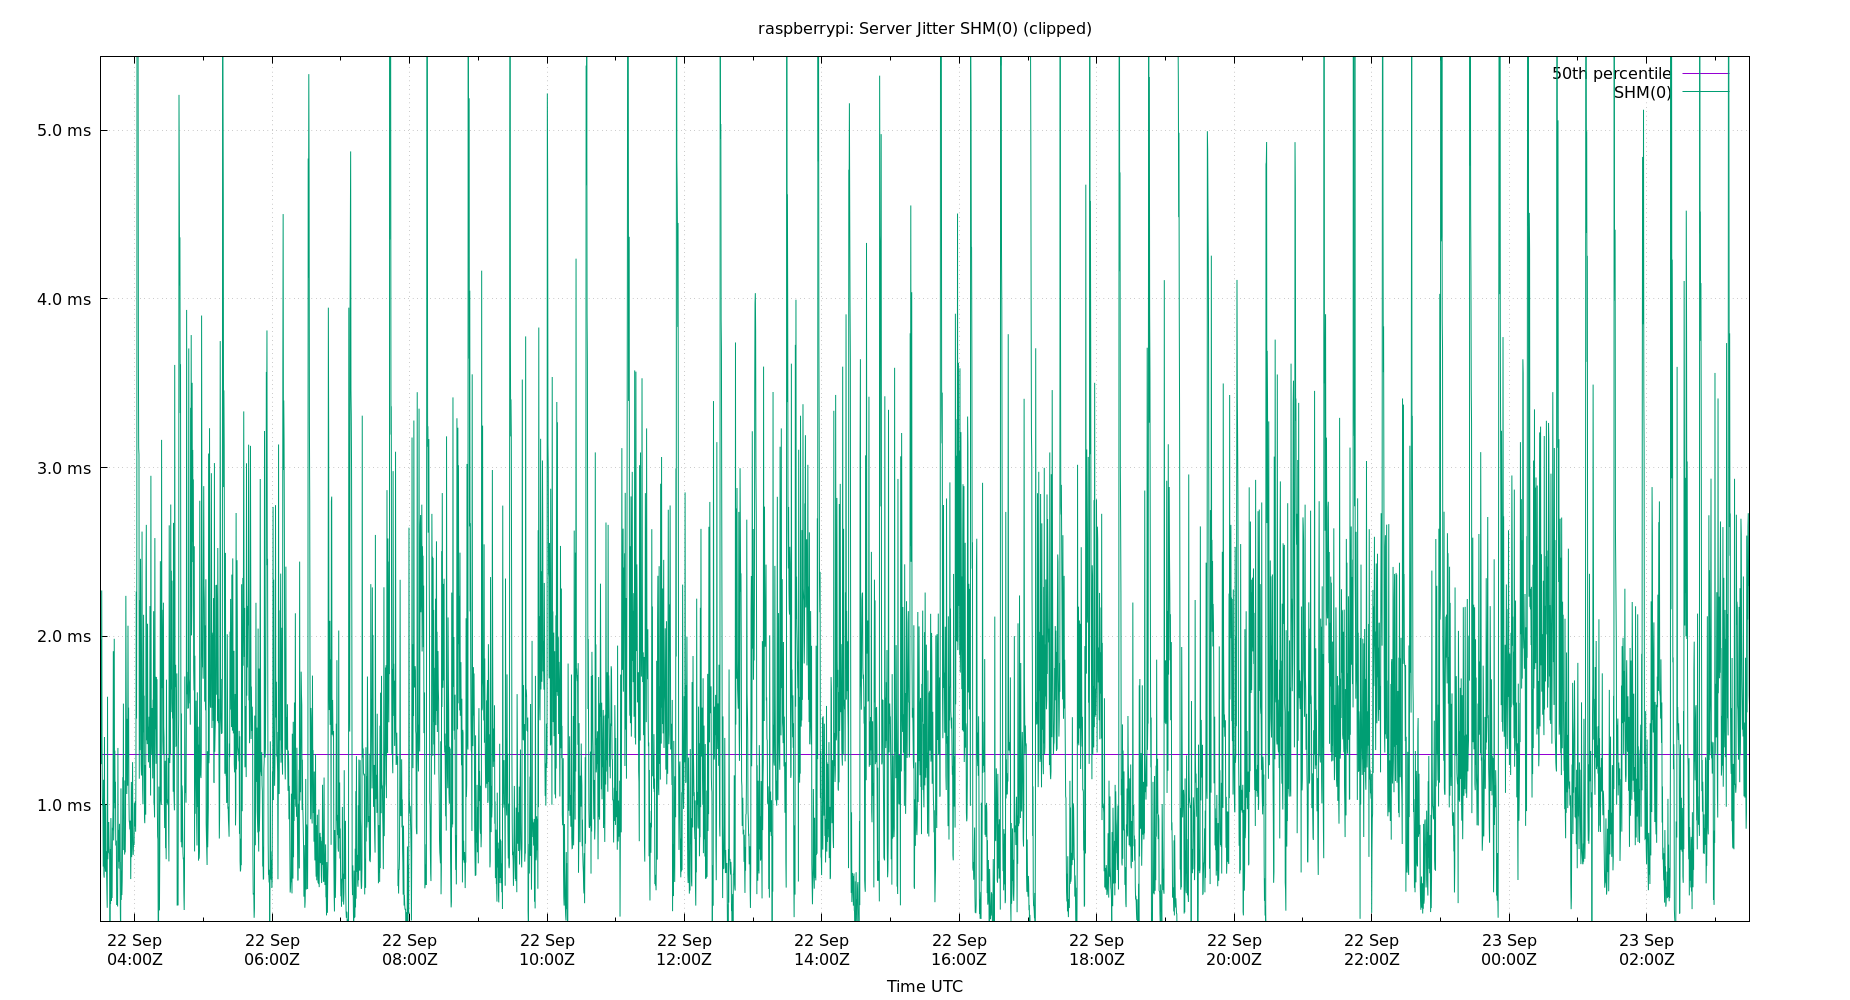 raspberrypi: Server Jitter SHM(0) (clipped)
50th percentile
SHM(0)
5.0 ms
4.0 ms
3.0 ms
2.0 ms
1.0 ms
22 Sep 22 Sep 22 Sep 22 Sep 22 Sep 22 Sep 22 Sep 22 Sep 22 Sep 22 Sep 23 Sep 23 Sep
04:00Z 06:00Z 08:00Z 10:00Z 12:00Z 14:00Z 16:00Z 18:00Z 20:00Z 22:00Z 00:00Z 02:00Z
Time UTC